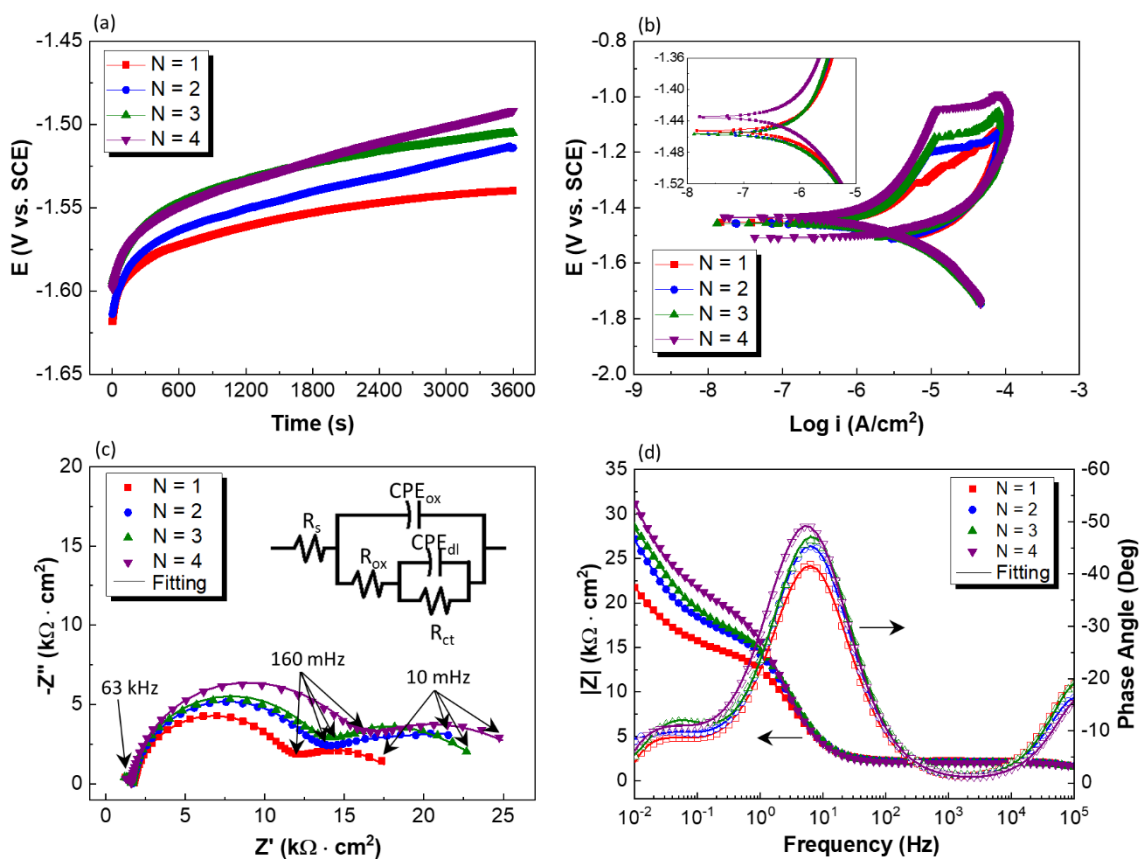 (a)
-1.45
-1.50
-1.55
-1.60
-1.65
E (V vs. SCE)
N = 1
N = 2
N = 3
N = 4
0 600 1200 1800 2400 3000 3600
Time (s)
(b)
-0.8
-1.0
-1.2
-1.4
-1.6
-1.8
-2.0
E (V vs. SCE)
-1.36
-1.40
-1.44
-1.48
-1.52
-8 -7 -6 -5
N = 1
N = 2
N = 3
N = 4
-8 -7 -6 -5 -4 -3
Log i (A/cm²)
(c)
20
15
10
5
0
-Z'' (kΩ · cm²)
N = 1
N = 2
N = 3
N = 4
Fitting
CPEox
Rs
CPEdl
Rox
Rct
63 kHz
160 mHz
10 mHz
0 5 10 15 20 25
Z' (kΩ · cm²)
(d)
35
30
25
20
15
10
5
0
|Z| (kΩ · cm²)
N = 1
N = 2
N = 3
N = 4
Fitting
-60
-50
-40
-30
-20
-10
0
Phase Angle (Deg)
10⁻² 10⁻¹ 10⁰ 10¹ 10² 10³ 10⁴ 10⁵
Frequency (Hz)